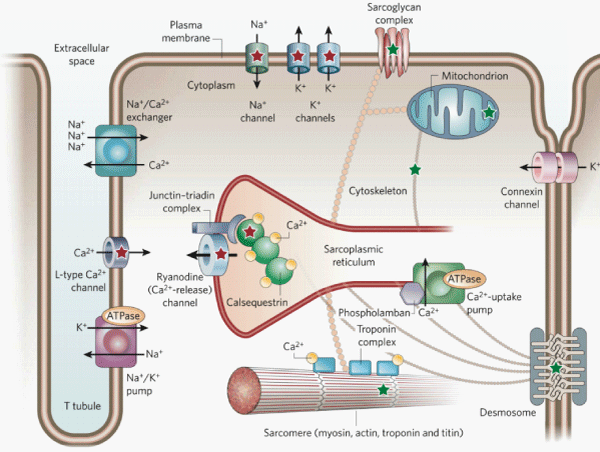 Sarcoglycan
complex
Plasma
membrane
Na⁺
Extracellular
space
Cytoplasm
K⁺
K⁺
Mitochondrion
Na⁺
channel
K⁺
channels
Na⁺/Ca²⁺
exchanger
Na⁺
Na⁺
Na⁺
Ca²⁺
K⁺
Connexin
channel
Cytoskeleton
Junctin–triadin
complex
Ca²⁺
Ca²⁺
L-type Ca²⁺
channel
Ryanodine
(Ca²⁺-release)
channel
Sarcoplasmic
reticulum
Calsequestrin
ATPase
Ca²⁺-uptake
pump
Phospholamban
Ca²⁺
ATPase
K⁺
Na⁺
Na⁺/K⁺
pump
Troponin
complex
Ca²⁺
T tubule
Desmosome
Sarcomere (myosin, actin, troponin and titin)